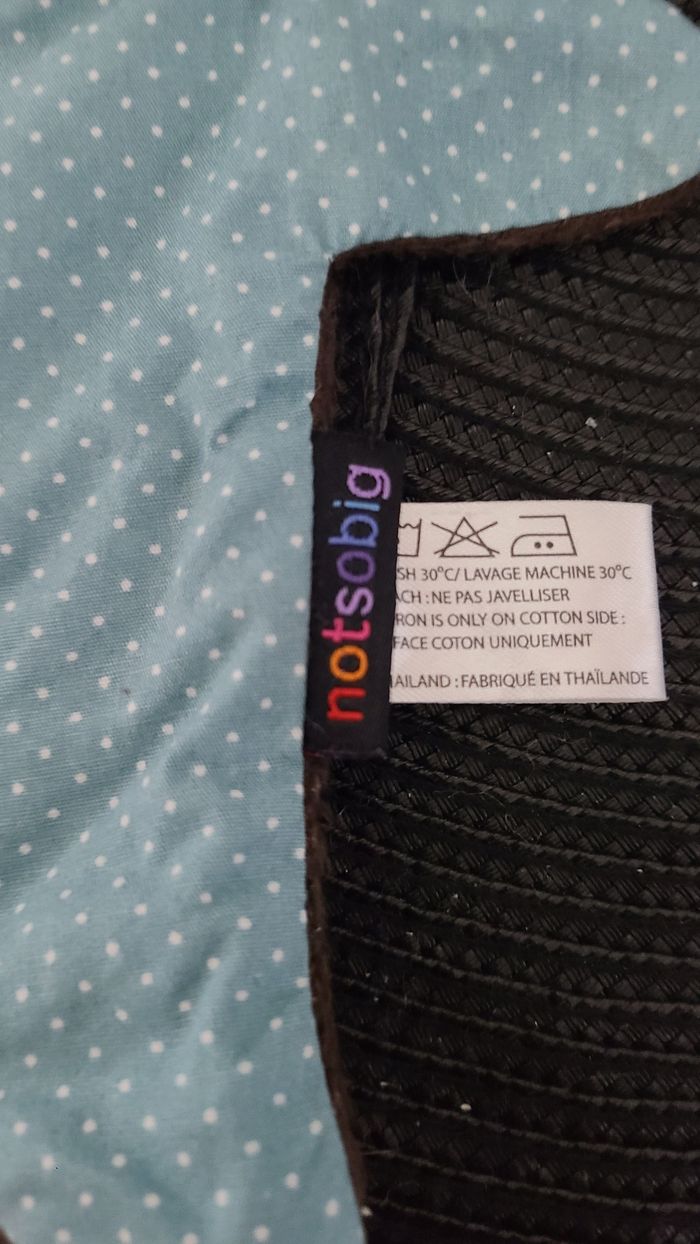 notsobig
SH 30°C/ LAVAGE MACHINE 30°C
ACH : NE PAS JAVELLISER
RON IS ONLY ON COTTON SIDE :
FACE COTON UNIQUEMENT
AILAND : FABRIQUÉ EN THAÏLANDE